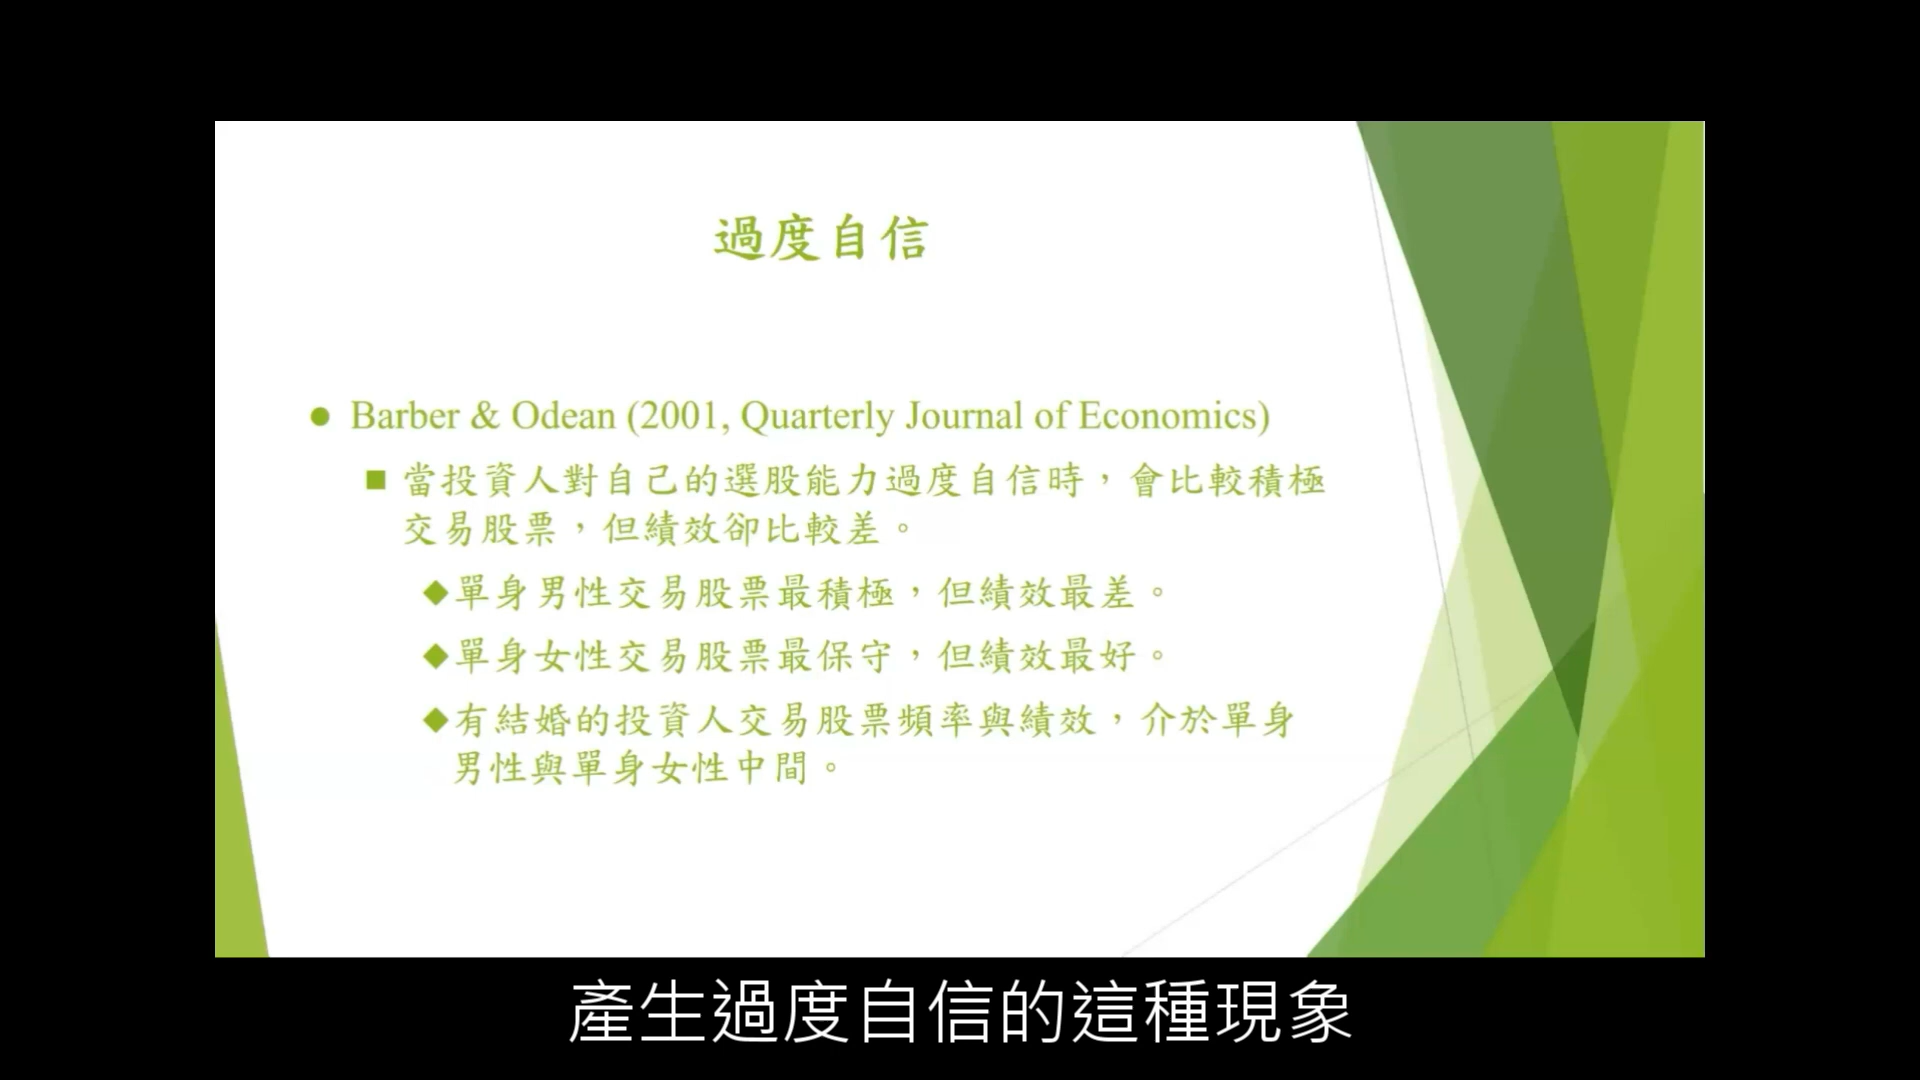 過度自信
● Barber & Odean (2001, Quarterly Journal of Economics)
■ 當投資人對自己的選股能力過度自信時，會比較積極
交易股票，但績效卻比較差。
◆單身男性交易股票最積極，但績效最差。
◆單身女性交易股票最保守，但績效最好。
◆有結婚的投資人交易股票頻率與績效，介於單身
男性與單身女性中間。
產生過度自信的這種現象